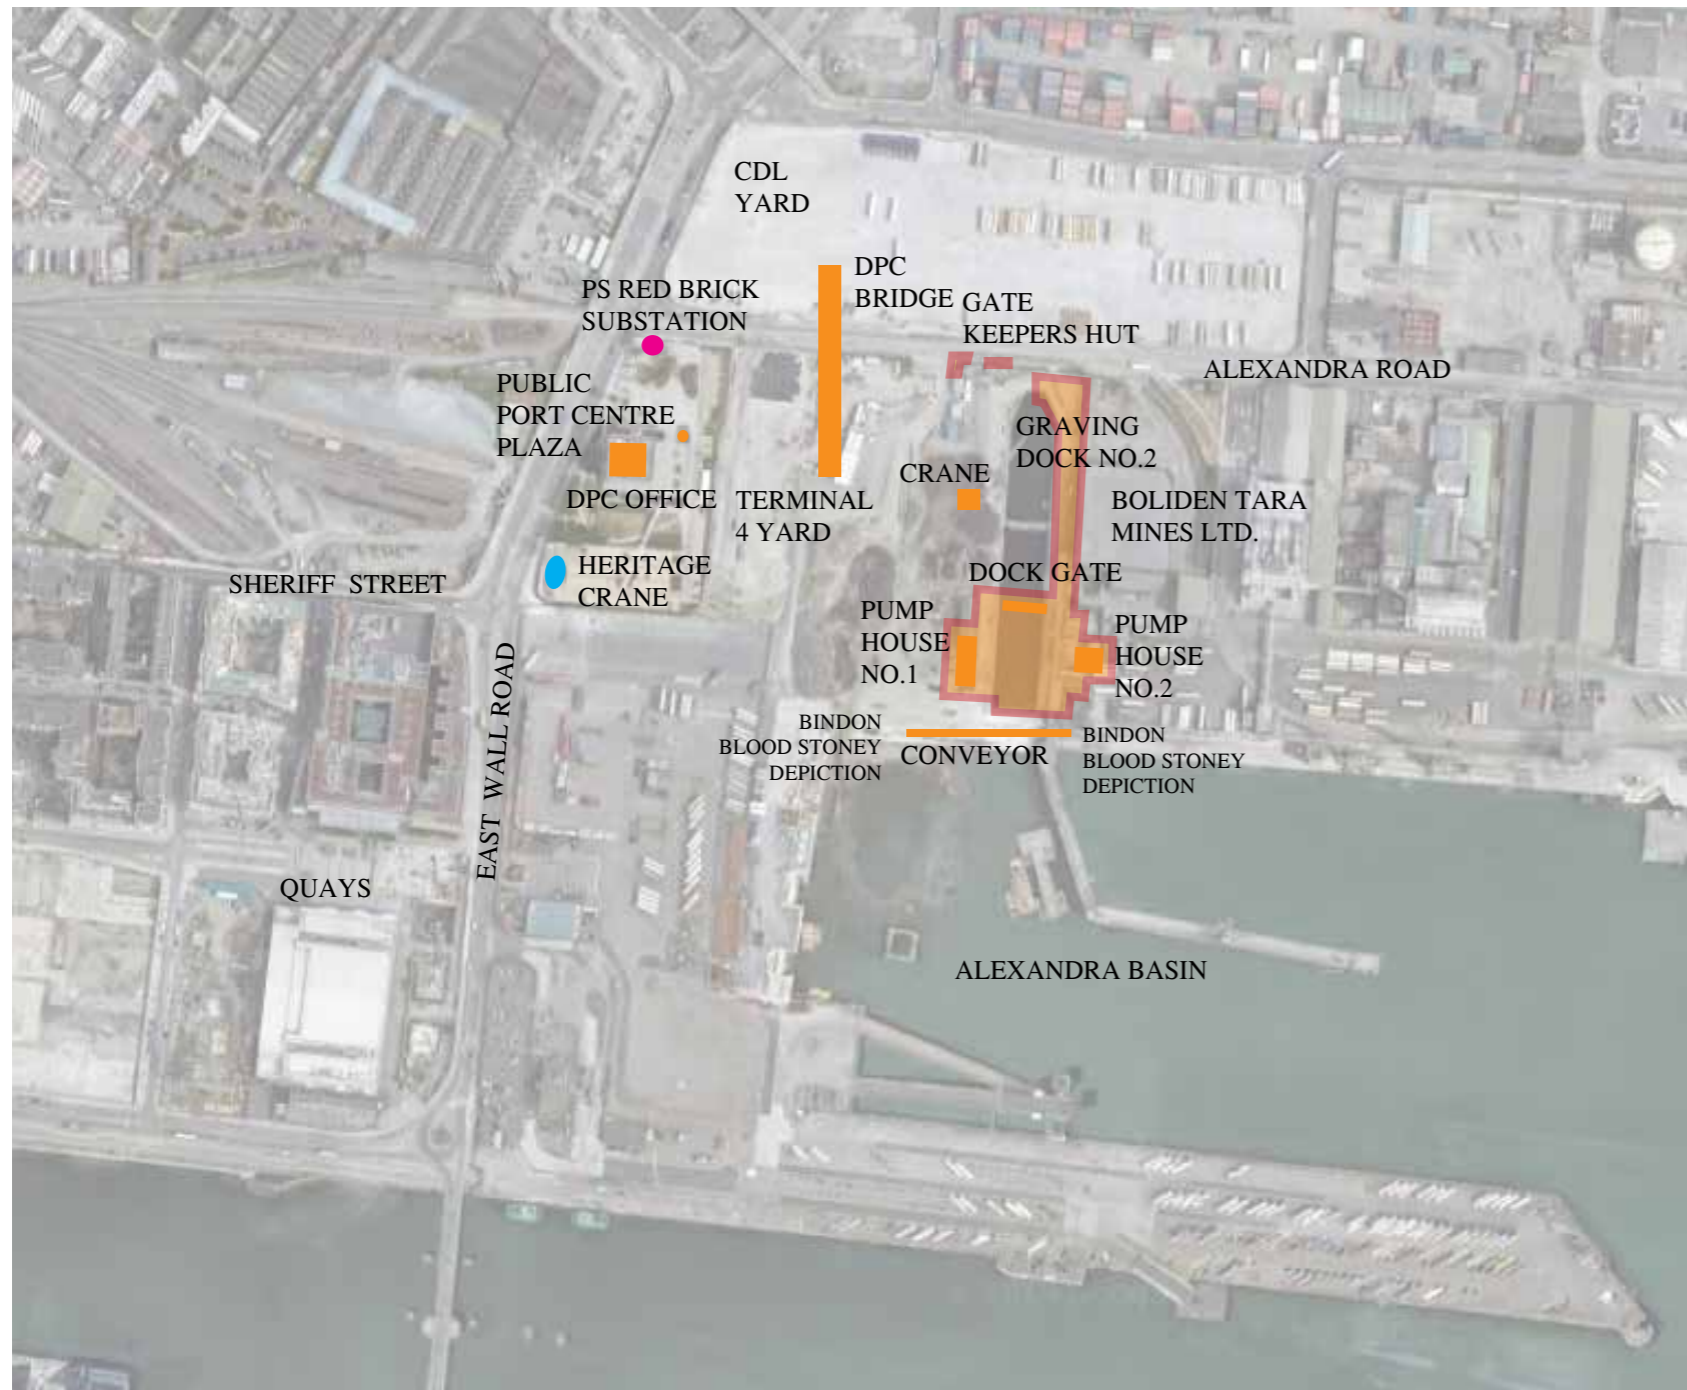 CDL
YARD
DPC
BRIDGE
PS RED BRICK
SUBSTATION
GATE
KEEPERS HUT
ALEXANDRA ROAD
PUBLIC
PORT CENTRE
PLAZA
GRAVING
DOCK NO.2
CRANE
DPC OFFICE
TERMINAL
4 YARD
BOLIDEN TARA
MINES LTD.
HERITAGE
CRANE
DOCK GATE
SHERIFF STREET
PUMP
HOUSE
NO.1
PUMP
HOUSE
NO.2
EAST WALL ROAD
BINDON
BLOOD STONEY
DEPICTION
CONVEYOR
BINDON
BLOOD STONEY
DEPICTION
QUAYS
ALEXANDRA BASIN